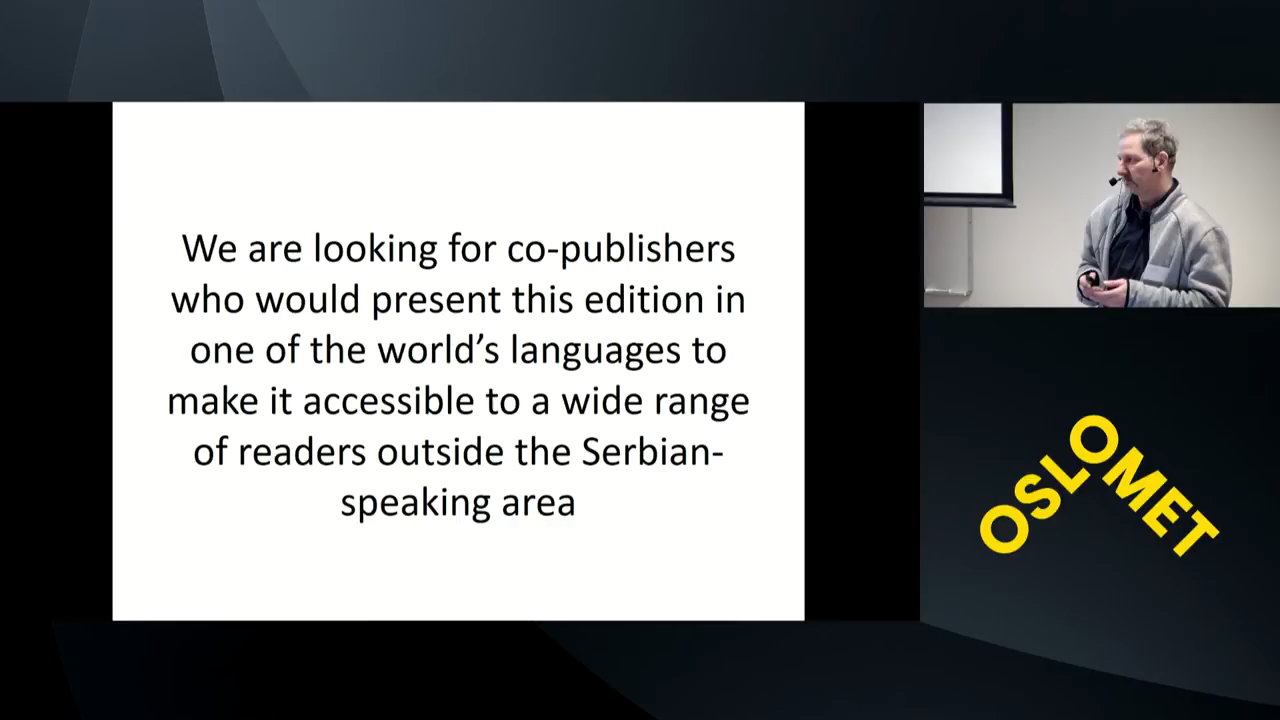 We are looking for co-publishers
who would present this edition in
one of the world’s languages to
make it accessible to a wide range
of readers outside the Serbian-
speaking area
OSLOMET